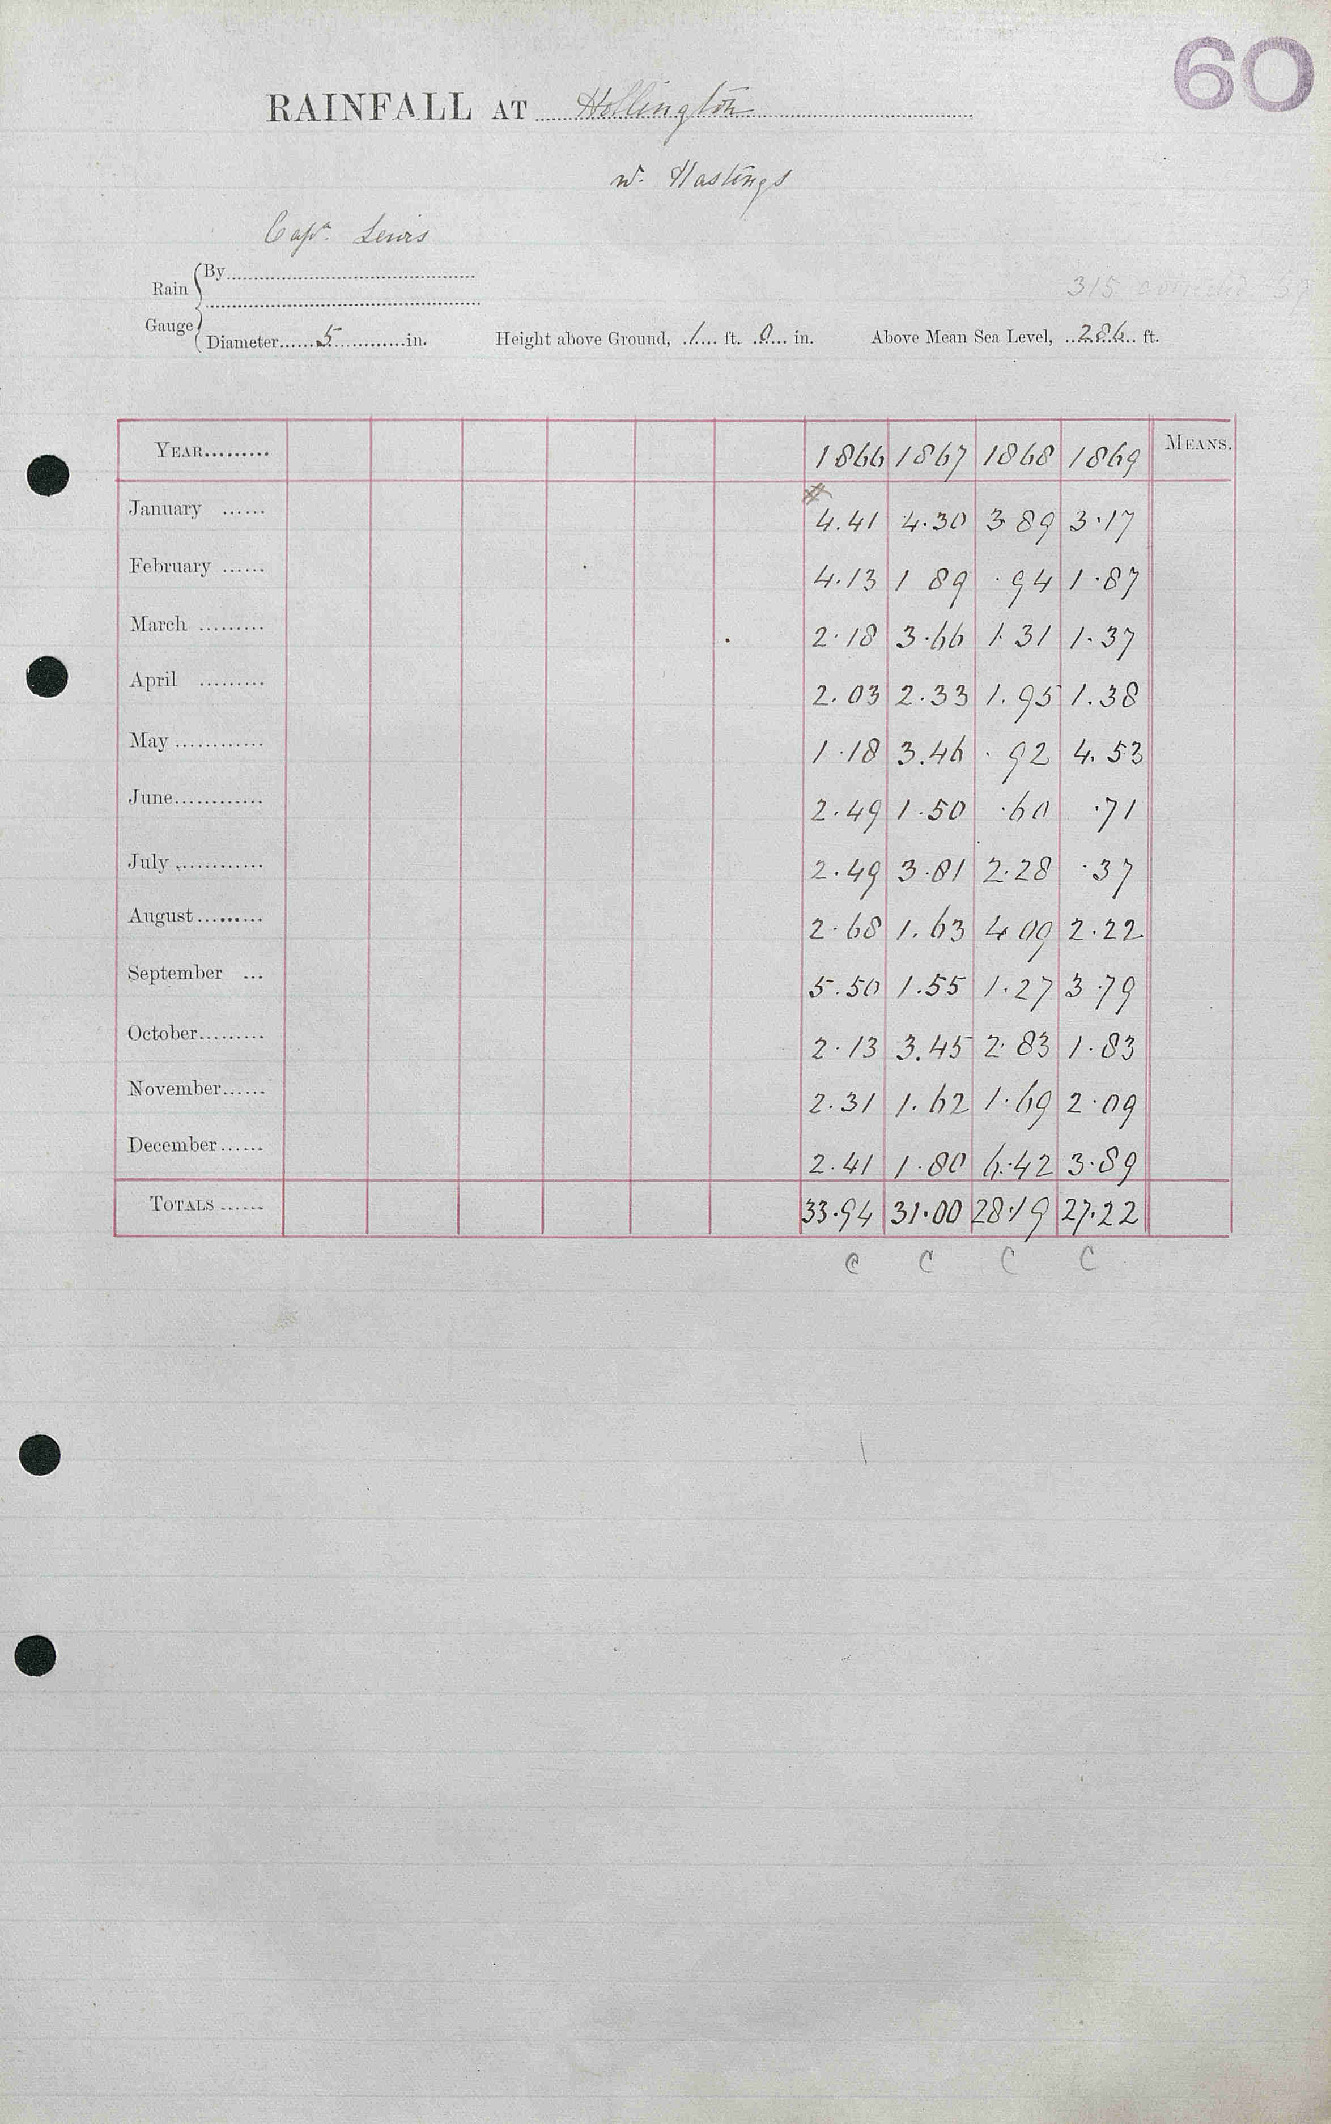 60
RAINFALL AT Hollington
nr. Hastings
Capt. Lewis
Rain Gauge
By
315
Diameter 5 in. Height above Ground, 1 ft. 0 in. Above Mean Sea Level, 286 ft.
YEAR 1866 1867 1868 1869 MEANS.
January 4.41 4.30 3 89 3.17
February 4.13 1 89 .94 1.87
March 2.18 3.66 1.31 1.37
April 2.03 2.33 1.95 1.38
May 1.18 3.46 .92 4.53
June 2.49 1.50 .60 .71
July 2.49 3.81 2.28 .37
August 2.68 1.63 4 09 2.22
September 5.50 1.55 1.27 3.79
October 2.13 3.45 2.83 1.83
November 2.31 1.62 1.69 2.09
December 2.41 1.80 6.42 3.89
TOTALS 33.94 31.00 28.19 27.22
C C C C